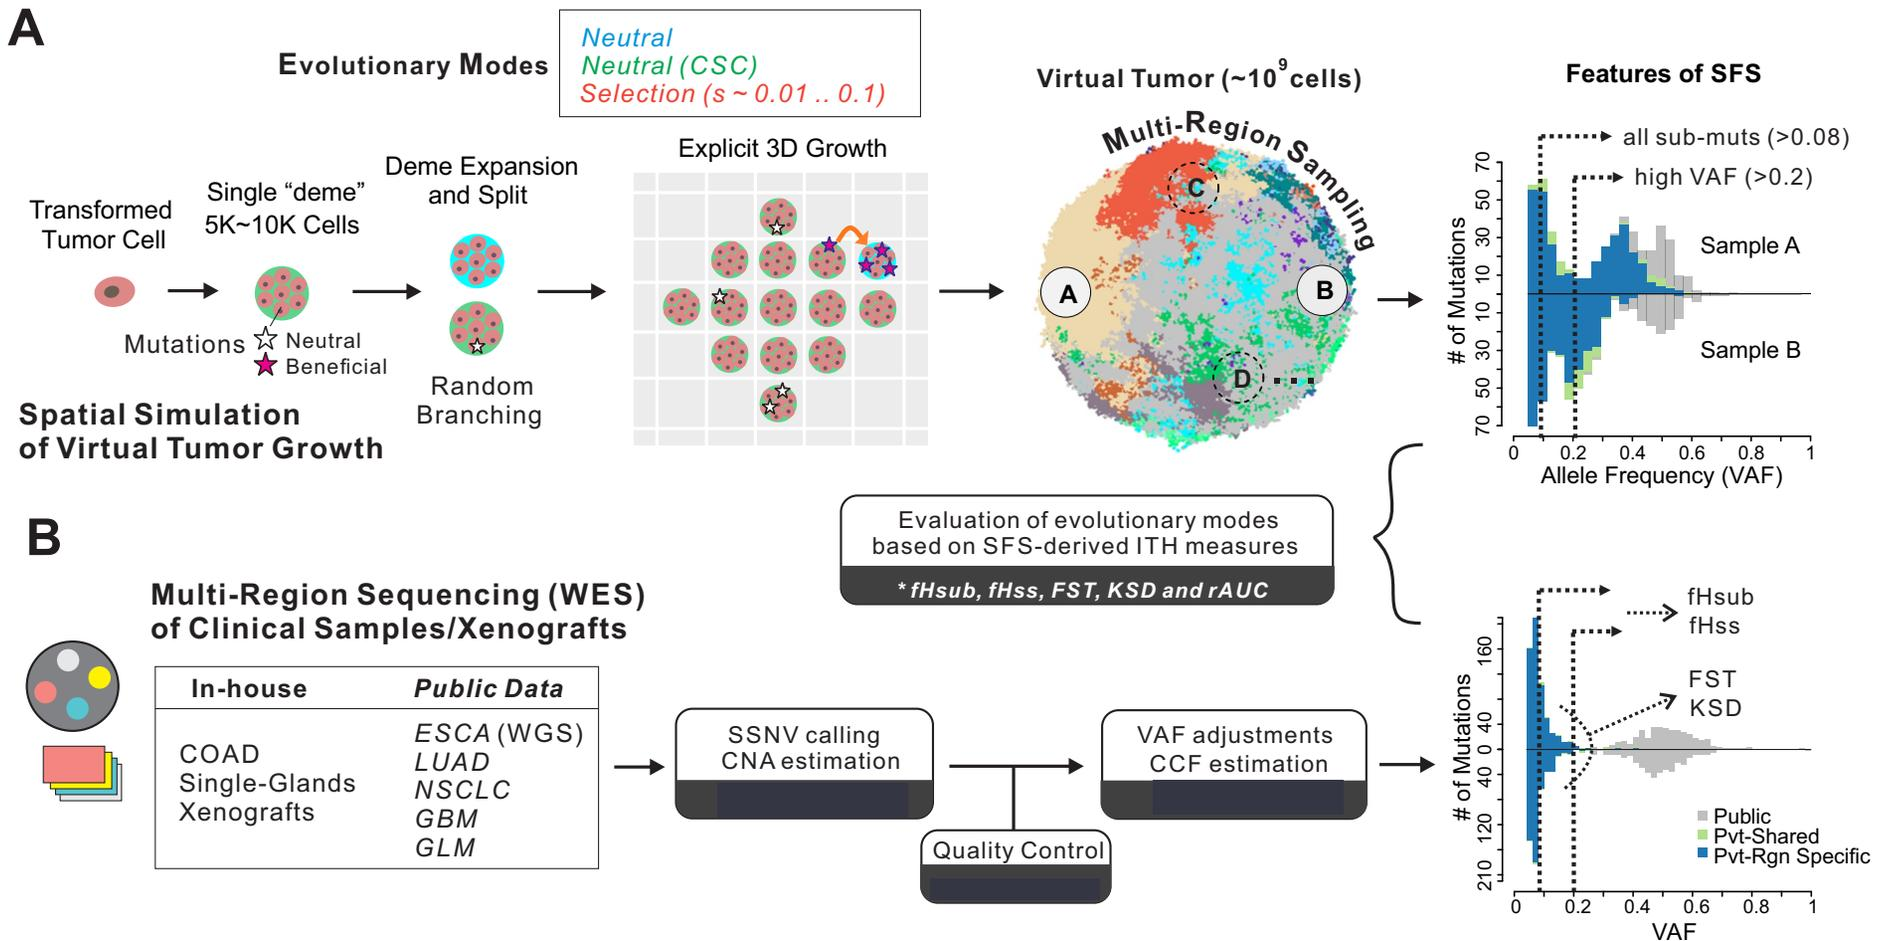 A
Evolutionary Modes
Neutral
Neutral (CSC)
Selection (s ~ 0.01 .. 0.1)
Transformed
Tumor Cell
Single “deme”
5K~10K Cells
Deme Expansion
and Split
Explicit 3D Growth
Mutations
Neutral
Beneficial
Random
Branching
Spatial Simulation
of Virtual Tumor Growth
Virtual Tumor (~10^9 cells)
Multi-Region Sampling
A
B
C
D
Features of SFS
all sub-muts (>0.08)
high VAF (>0.2)
Sample A
Sample B
# of Mutations
70
50
30
10
0
10
30
50
70
0 0.2 0.4 0.6 0.8 1
Allele Frequency (VAF)
Evaluation of evolutionary modes
based on SFS-derived ITH measures
* fHsub, fHss, FST, KSD and rAUC
B
Multi-Region Sequencing (WES)
of Clinical Samples/Xenografts
In-house
COAD
Single-Glands
Xenografts
Public Data
ESCA (WGS)
LUAD
NSCLC
GBM
GLM
SSNV calling
CNA estimation
Quality Control
VAF adjustments
CCF estimation
fHsub
fHss
FST
KSD
# of Mutations
160
40
0
40
120
210
Public
Pvt-Shared
Pvt-Rgn Specific
0 0.2 0.4 0.6 0.8 1
VAF